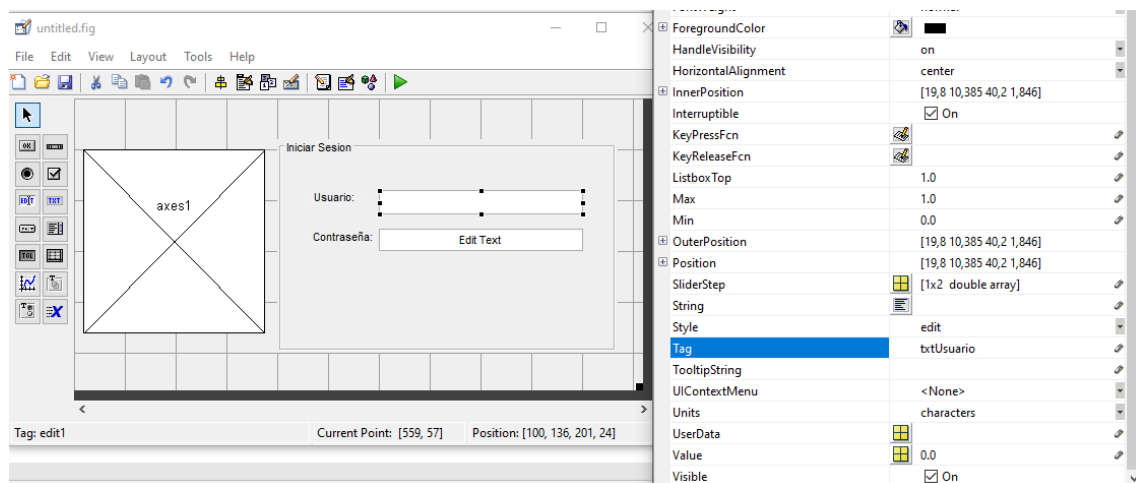 untitled.fig
File Edit View Layout Tools Help
OK
EDIT TXT
TGL
axes1
Iniciar Sesion
Usuario:
Contraseña: Edit Text
Tag: edit1 Current Point: [559, 57] Position: [100, 136, 201, 24]
ForegroundColor
HandleVisibility on
HorizontalAlignment center
InnerPosition [19,8 10,385 40,2 1,846]
Interruptible On
KeyPressFcn
KeyReleaseFcn
ListboxTop 1.0
Max 1.0
Min 0.0
OuterPosition [19,8 10,385 40,2 1,846]
Position [19,8 10,385 40,2 1,846]
SliderStep [1x2 double array]
String
Style edit
Tag txtUsuario
TooltipString
UIContextMenu <None>
Units characters
UserData
Value 0.0
Visible On